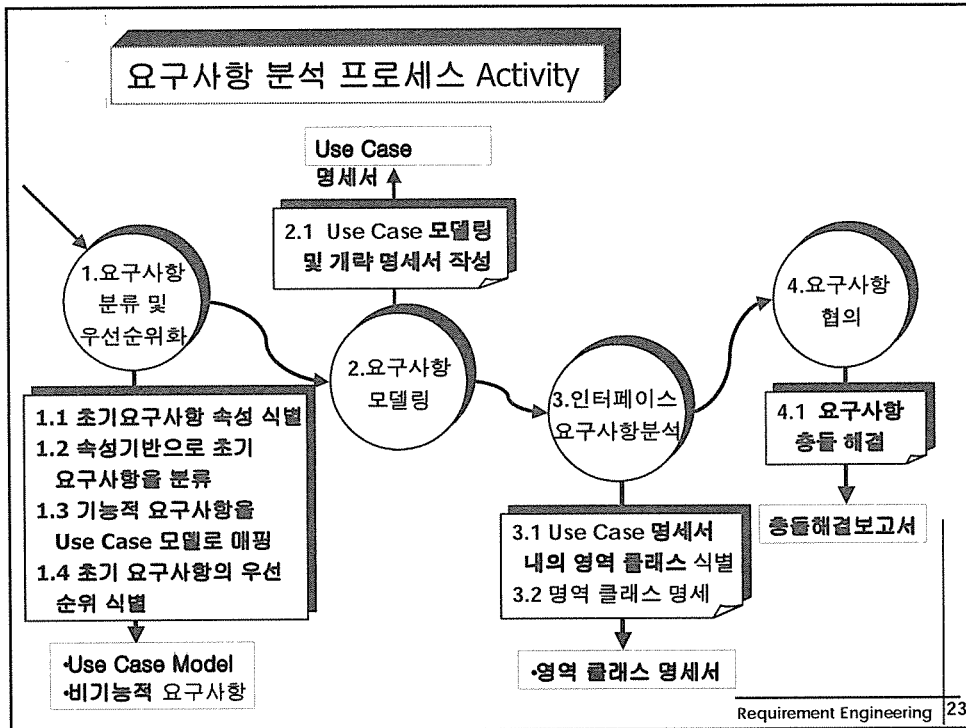 요구사항 분석 프로세스 Activity
Use Case
명세서
2.1 Use Case 모델링
및 개략 명세서 작성
1.요구사항
분류 및
우선순위화
2.요구사항
모델링
3.인터페이스
요구사항분석
4.요구사항
협의
1.1 초기요구사항 속성 식별
1.2 속성기반으로 초기
요구사항을 분류
1.3 기능적 요구사항을
Use Case 모델로 매핑
1.4 초기 요구사항의 우선
순위 식별
•Use Case Model
•비기능적 요구사항
3.1 Use Case 명세서
내의 영역 클래스 식별
3.2 명역 클래스 명세
•영역 클래스 명세서
4.1 요구사항
충돌 해결
충돌해결보고서
Requirement Engineering 23